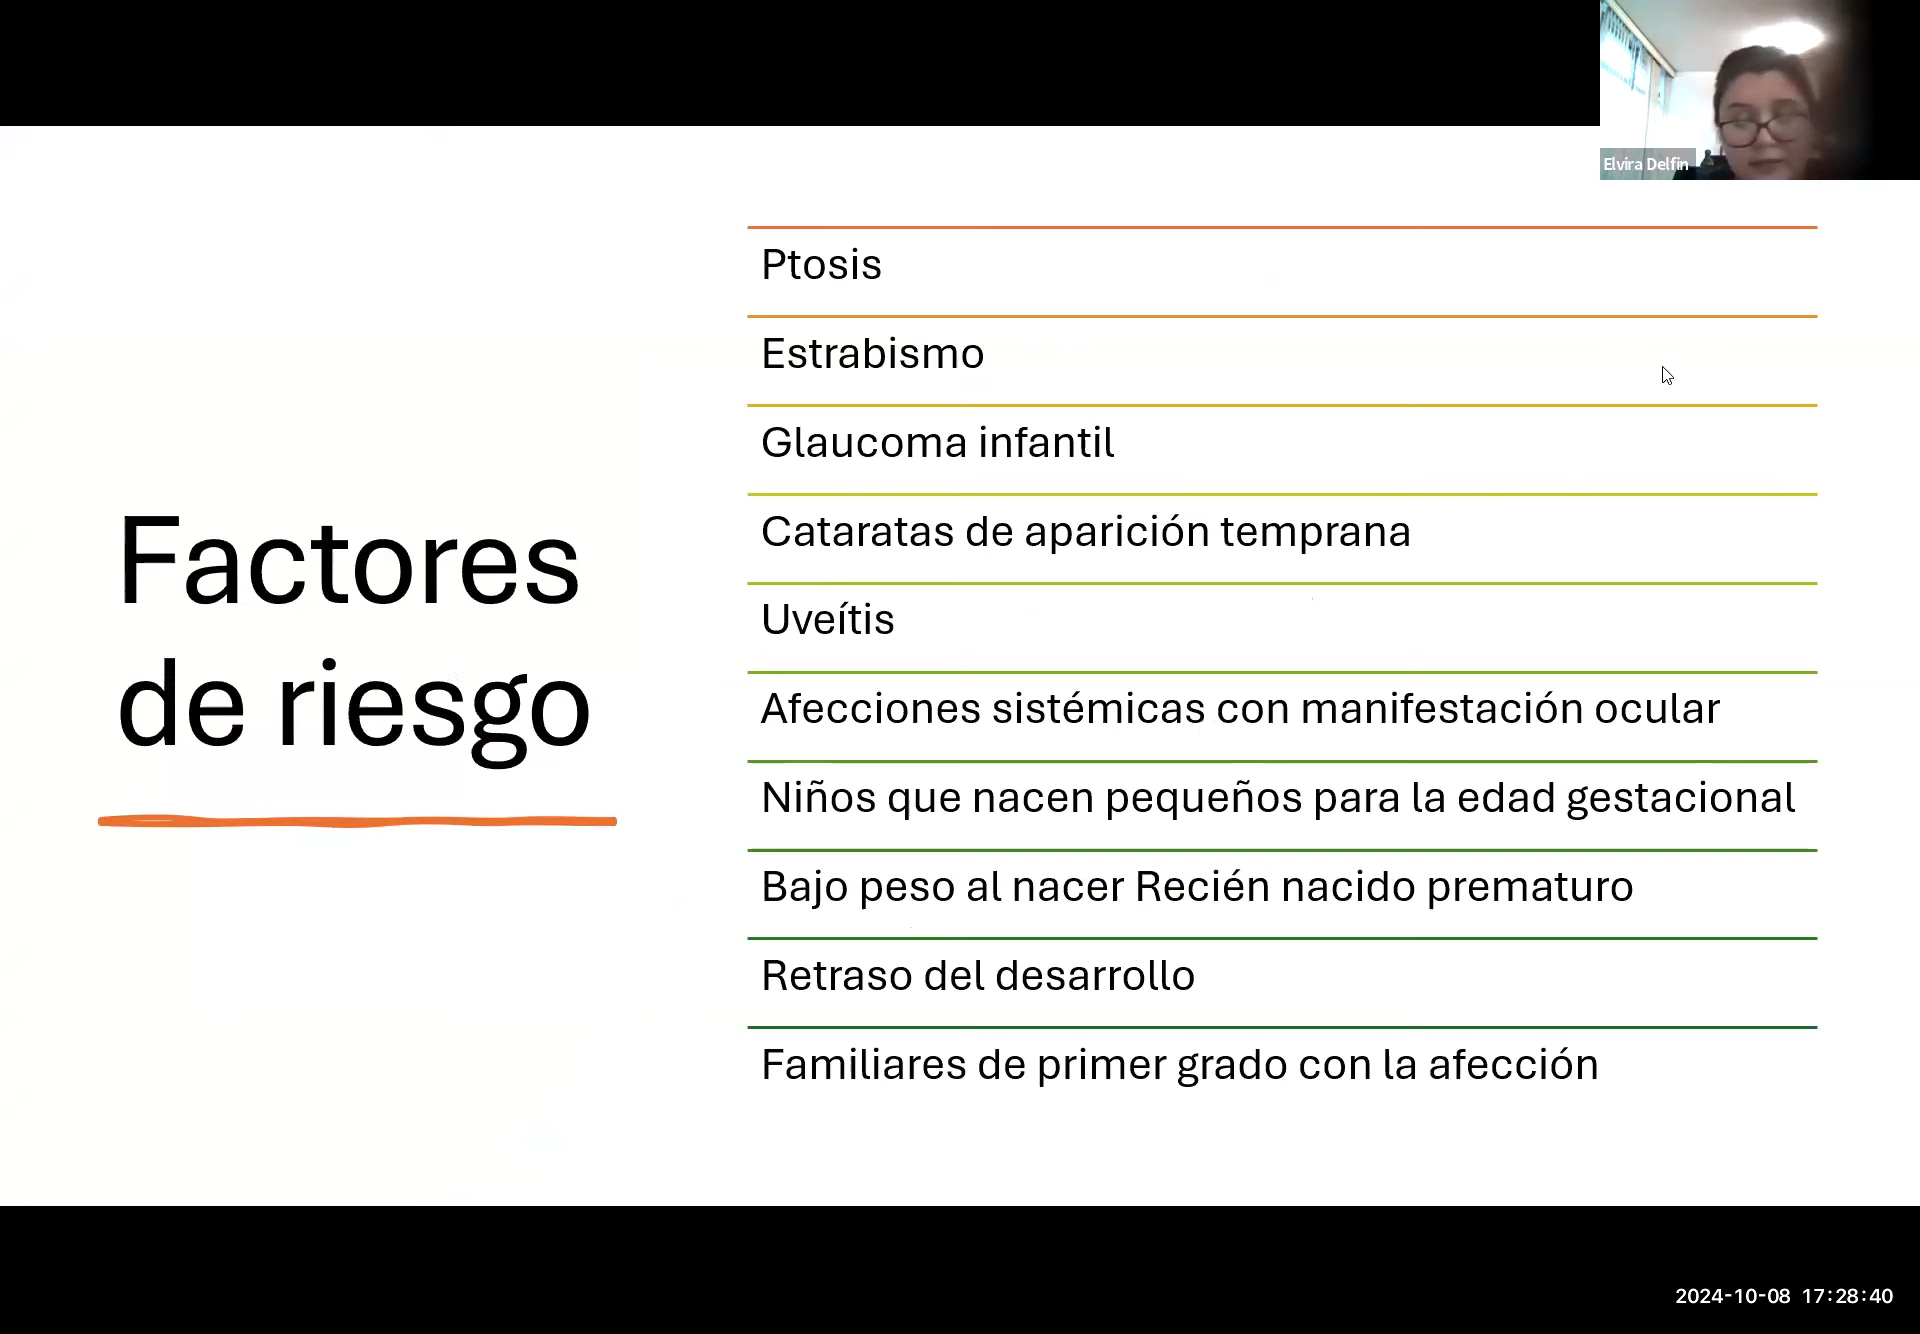 Elvira Delfin
Factores
de riesgo
Ptosis
Estrabismo
Glaucoma infantil
Cataratas de aparición temprana
Uveítis
Afecciones sistémicas con manifestación ocular
Niños que nacen pequeños para la edad gestacional
Bajo peso al nacer Recién nacido prematuro
Retraso del desarrollo
Familiares de primer grado con la afección
2024-10-08 17:28:40